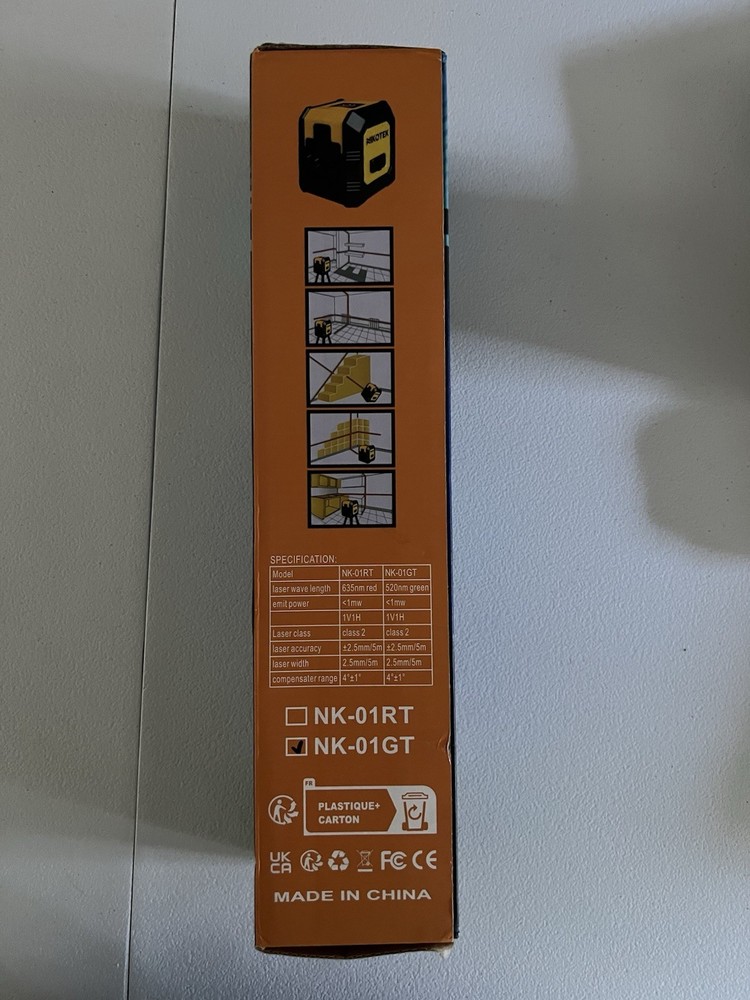 SPECIFICATION:
Model NK-01RT NK-01GT
laser wave length 635nm red 520nm green
emit power <1mw <1mw
1V1H 1V1H
Laser class class 2 class 2
laser accuracy ±2.5mm/5m ±2.5mm/5m
laser width 2.5mm/5m 2.5mm/5m
compensater range 4°±1° 4°±1°
NK-01RT
NK-01GT
FR
PLASTIQUE+
CARTON
UK
CA
FC CE
MADE IN CHINA